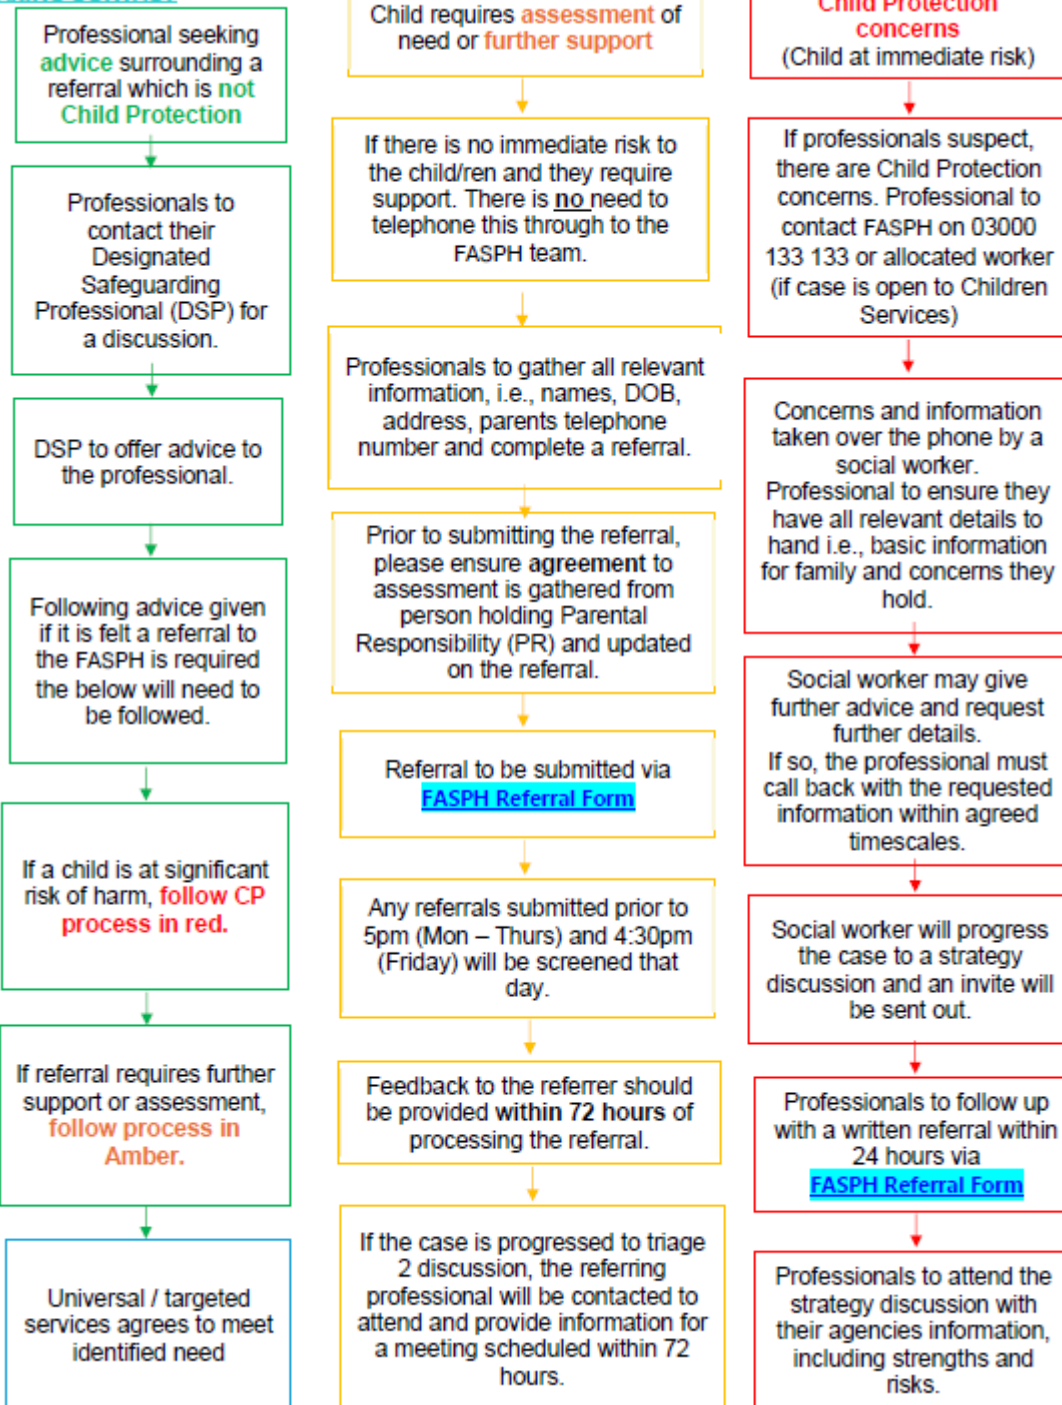 Professional seeking
advice surrounding a
referral which is not
Child Protection
Professionals to
contact their
Designated
Safeguarding
Professional (DSP) for
a discussion.
DSP to offer advice to
the professional.
Following advice given
if it is felt a referral to
the FASPH is required
the below will need to
be followed.
If a child is at significant
risk of harm, follow CP
process in red.
If referral requires further
support or assessment,
follow process in
Amber.
Universal / targeted
services agrees to meet
identified need
Child requires assessment of
need or further support
If there is no immediate risk to
the child/ren and they require
support. There is no need to
telephone this through to the
FASPH team.
Professionals to gather all relevant
information, i.e., names, DOB,
address, parents telephone
number and complete a referral.
Prior to submitting the referral,
please ensure agreement to
assessment is gathered from
person holding Parental
Responsibility (PR) and updated
on the referral.
Referral to be submitted via
FASPH Referral Form
Any referrals submitted prior to
5pm (Mon – Thurs) and 4:30pm
(Friday) will be screened that
day.
Feedback to the referrer should
be provided within 72 hours of
processing the referral.
If the case is progressed to triage
2 discussion, the referring
professional will be contacted to
attend and provide information for
a meeting scheduled within 72
hours.
Child Protection
concerns
(Child at immediate risk)
If professionals suspect,
there are Child Protection
concerns. Professional to
contact FASPH on 03000
133 133 or allocated worker
(if case is open to Children
Services)
Concerns and information
taken over the phone by a
social worker.
Professional to ensure they
have all relevant details to
hand i.e., basic information
for family and concerns they
hold.
Social worker may give
further advice and request
further details.
If so, the professional must
call back with the requested
information within agreed
timescales.
Social worker will progress
the case to a strategy
discussion and an invite will
be sent out.
Professionals to follow up
with a written referral within
24 hours via
FASPH Referral Form
Professionals to attend the
strategy discussion with
their agencies information,
including strengths and
risks.